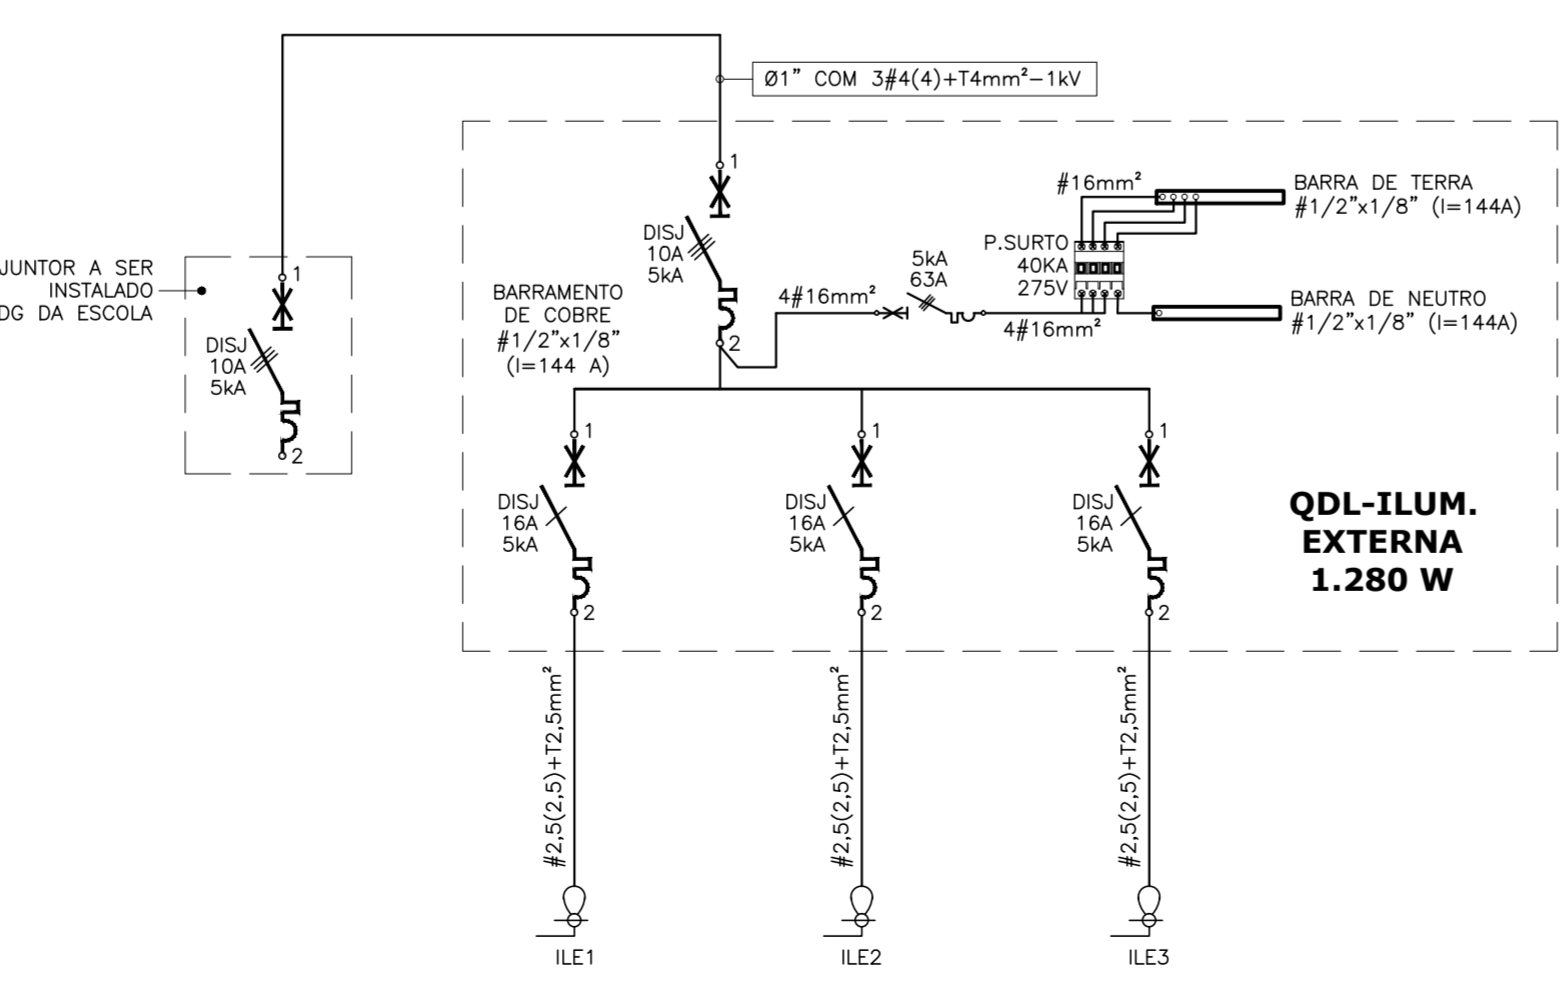 Ø1" COM 3#4(4)+T4mm²-1kV
JUNTOR A SER
INSTALADO
DG DA ESCOLA
1
DISJ
10A
5kA
2
1
DISJ
10A
5kA
2
BARRAMENTO
DE COBRE
#1/2"x1/8"
(I=144 A)
4#16mm²
5kA
63A
4#16mm²
P.SURTO
40KA
275V
#16mm²
BARRA DE TERRA
#1/2"x1/8" (I=144A)
BARRA DE NEUTRO
#1/2"x1/8" (I=144A)
1
DISJ
16A
5kA
2
1
DISJ
16A
5kA
2
1
DISJ
16A
5kA
2
QDL-ILUM.
EXTERNA
1.280 W
#2,5(2,5)+T2,5mm²
#2,5(2,5)+T2,5mm²
#2,5(2,5)+T2,5mm²
ILE1
ILE2
ILE3